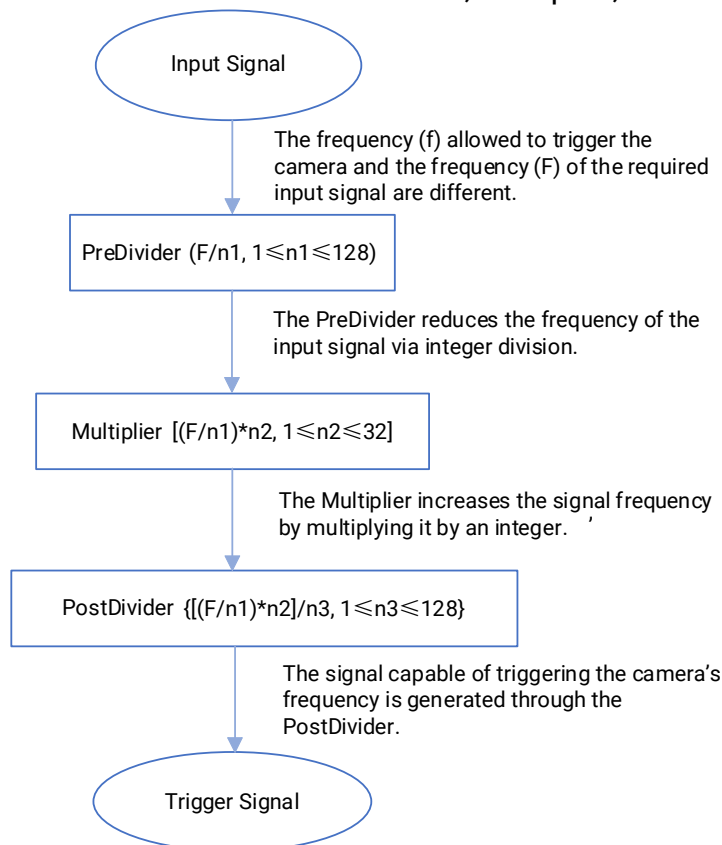 Input Signal
The frequency (f) allowed to trigger the
camera and the frequency (F) of the required
input signal are different.
PreDivider (F/n1, 1≤n1≤128)
The PreDivider reduces the frequency of the
input signal via integer division.
Multiplier [(F/n1)*n2, 1≤n2≤32]
The Multiplier increases the signal frequency
by multiplying it by an integer. ’
PostDivider {[(F/n1)*n2]/n3, 1≤n3≤128}
The signal capable of triggering the camera’s
frequency is generated through the
PostDivider.
Trigger Signal